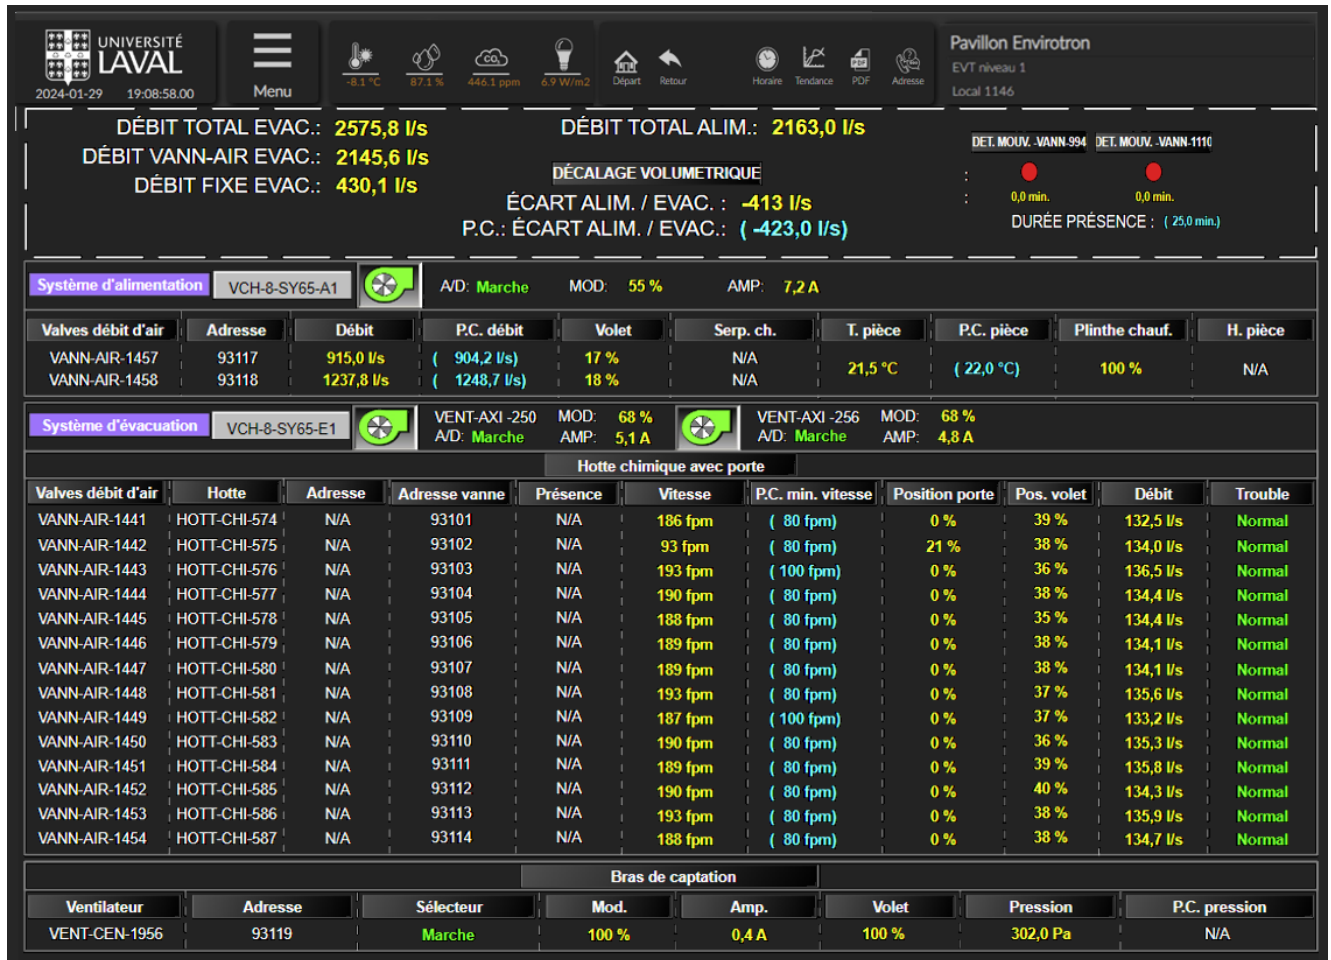 UNIVERSITÉ
LAVAL
2024-01-29 19:08:58.00
Menu
-8.1 °C
87.1 %
CO₂
446.1 ppm
6.9 W/m2
Départ
Retour
Horaire
Tendance
PDF
PDF
Adresse
Pavillon Envirotron
EVT niveau 1
Local 1146
DÉBIT TOTAL EVAC.: 2575,8 l/s
DÉBIT VANN-AIR EVAC.: 2145,6 l/s
DÉBIT FIXE EVAC.: 430,1 l/s
DÉBIT TOTAL ALIM.: 2163,0 l/s
DÉCALAGE VOLUMETRIQUE
ÉCART ALIM. / EVAC. : -413 l/s
P.C.: ÉCART ALIM. / EVAC.: ( -423,0 l/s)
DET. MOUV. -VANN-994 DET. MOUV. -VANN-1110
:
: 0,0 min. 0,0 min.
DURÉE PRÉSENCE : ( 25,0 min.)
Système d'alimentation VCH-8-SY65-A1 A/D: Marche MOD: 55 % AMP: 7,2 A
Valves débit d'air Adresse Débit P.C. débit Volet Serp. ch. T. pièce P.C. pièce Plinthe chauf. H. pièce
VANN-AIR-1457 93117 915,0 l/s ( 904,2 l/s) 17 % N/A
VANN-AIR-1458 93118 1237,8 l/s ( 1248,7 l/s) 18 % N/A
21,5 °C ( 22,0 °C) 100 % N/A
Système d'évacuation VCH-8-SY65-E1
VENT-AXI -250 MOD: 68 %
A/D: Marche AMP: 5,1 A
VENT-AXI -256 MOD: 68 %
A/D: Marche AMP: 4,8 A
Hotte chimique avec porte
Valves débit d'air Hotte Adresse Adresse vanne Présence Vitesse P.C. min. vitesse Position porte Pos. volet Débit Trouble
VANN-AIR-1441 HOTT-CHI-574 N/A 93101 N/A 186 fpm ( 80 fpm) 0 % 39 % 132,5 l/s Normal
VANN-AIR-1442 HOTT-CHI-575 N/A 93102 N/A 93 fpm ( 80 fpm) 21 % 38 % 134,0 l/s Normal
VANN-AIR-1443 HOTT-CHI-576 N/A 93103 N/A 193 fpm ( 100 fpm) 0 % 36 % 136,5 l/s Normal
VANN-AIR-1444 HOTT-CHI-577 N/A 93104 N/A 190 fpm ( 80 fpm) 0 % 38 % 134,4 l/s Normal
VANN-AIR-1445 HOTT-CHI-578 N/A 93105 N/A 188 fpm ( 80 fpm) 0 % 35 % 134,4 l/s Normal
VANN-AIR-1446 HOTT-CHI-579 N/A 93106 N/A 189 fpm ( 80 fpm) 0 % 38 % 134,1 l/s Normal
VANN-AIR-1447 HOTT-CHI-580 N/A 93107 N/A 189 fpm ( 80 fpm) 0 % 38 % 134,1 l/s Normal
VANN-AIR-1448 HOTT-CHI-581 N/A 93108 N/A 193 fpm ( 80 fpm) 0 % 37 % 135,6 l/s Normal
VANN-AIR-1449 HOTT-CHI-582 N/A 93109 N/A 187 fpm ( 100 fpm) 0 % 37 % 133,2 l/s Normal
VANN-AIR-1450 HOTT-CHI-583 N/A 93110 N/A 190 fpm ( 80 fpm) 0 % 36 % 135,3 l/s Normal
VANN-AIR-1451 HOTT-CHI-584 N/A 93111 N/A 189 fpm ( 80 fpm) 0 % 39 % 135,8 l/s Normal
VANN-AIR-1452 HOTT-CHI-585 N/A 93112 N/A 190 fpm ( 80 fpm) 0 % 40 % 134,3 l/s Normal
VANN-AIR-1453 HOTT-CHI-586 N/A 93113 N/A 193 fpm ( 80 fpm) 0 % 38 % 135,9 l/s Normal
VANN-AIR-1454 HOTT-CHI-587 N/A 93114 N/A 188 fpm ( 80 fpm) 0 % 38 % 134,7 l/s Normal
Bras de captation
Ventilateur Adresse Sélecteur Mod. Amp. Volet Pression P.C. pression
VENT-CEN-1956 93119 Marche 100 % 0,4 A 100 % 302,0 Pa N/A